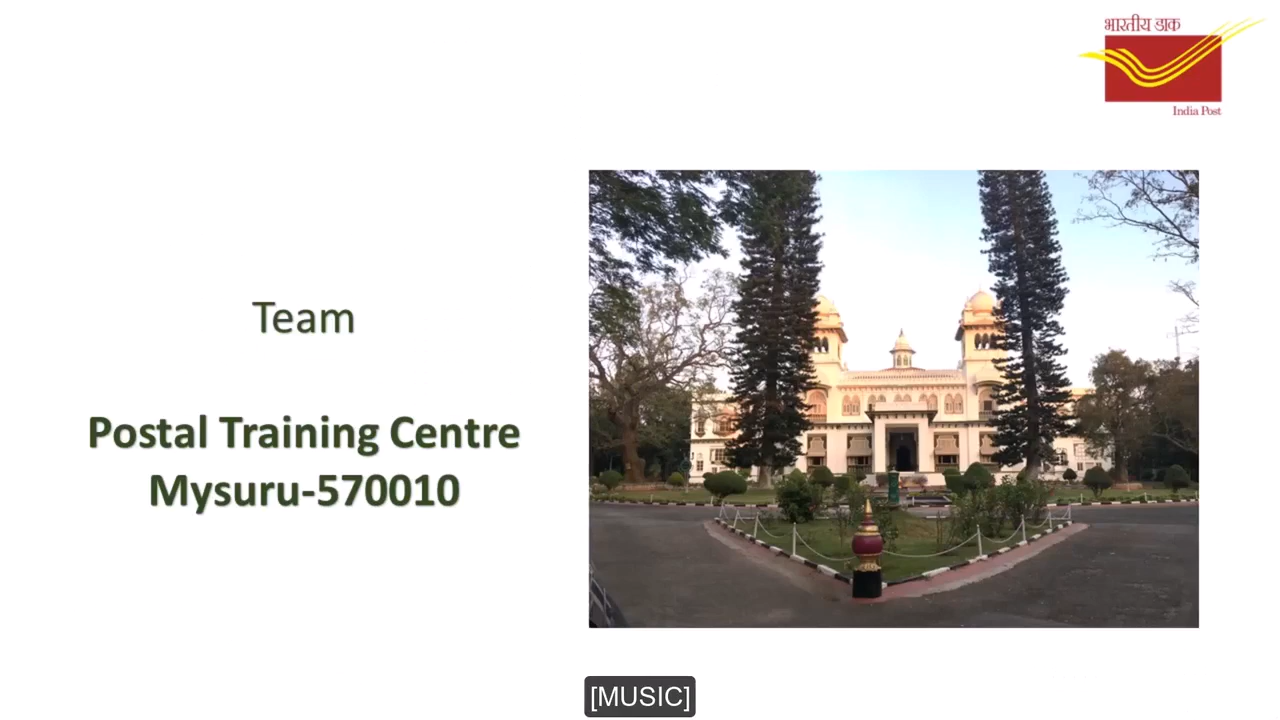 भारतीय डाक
India Post
Team
Postal Training Centre
Mysuru-570010
[MUSIC]